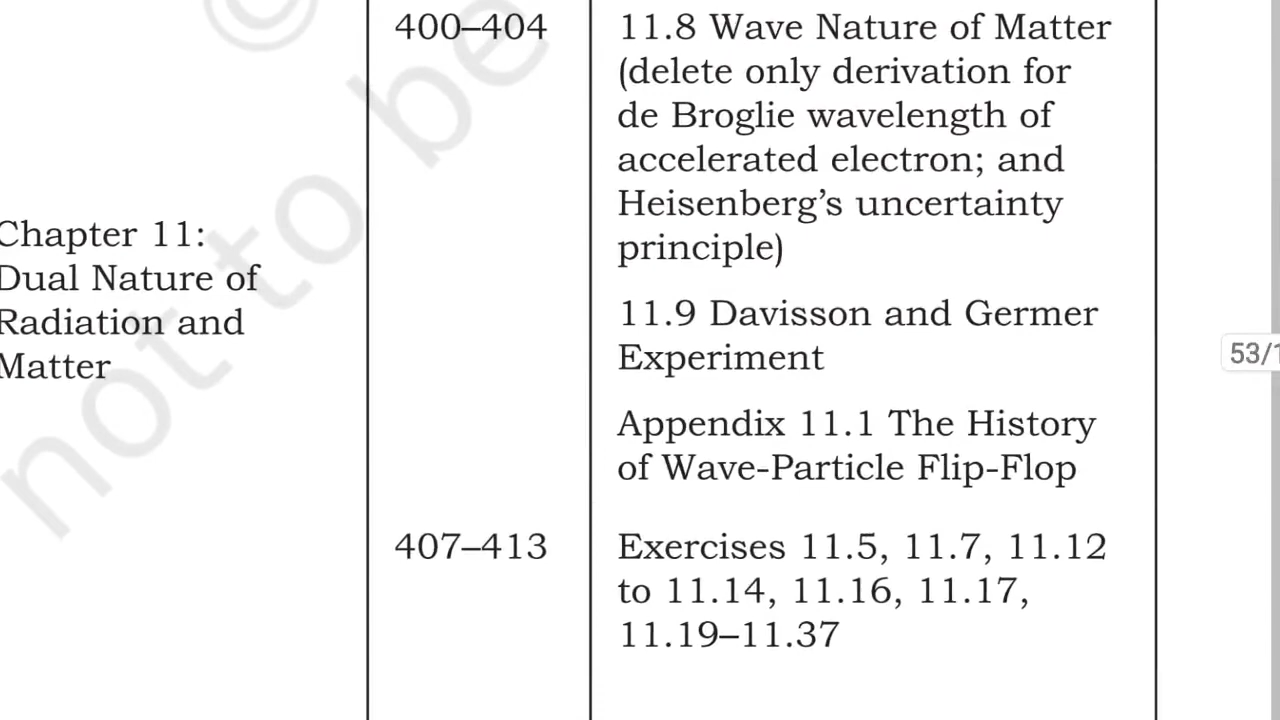 400–404
11.8 Wave Nature of Matter
(delete only derivation for
de Broglie wavelength of
accelerated electron; and
Heisenberg’s uncertainty
principle)
Chapter 11:
Dual Nature of
Radiation and
Matter
11.9 Davisson and Germer
Experiment
53/1
Appendix 11.1 The History
of Wave-Particle Flip-Flop
407–413
Exercises 11.5, 11.7, 11.12
to 11.14, 11.16, 11.17,
11.19–11.37
©
not to be